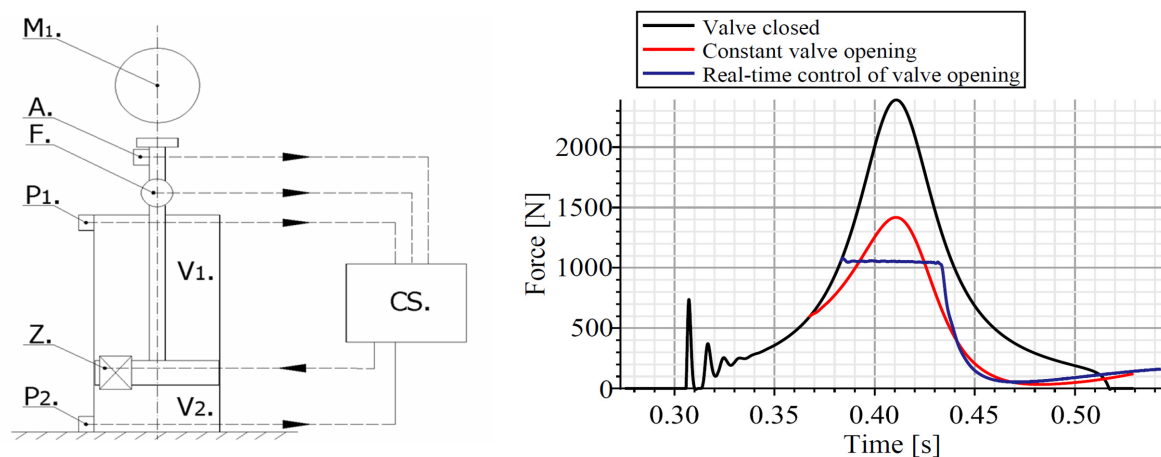 M1.
A.
F.
P1.
V1.
CS.
Z.
P2.
V2.
Valve closed
Constant valve opening
Real-time control of valve opening
Force [N]
2000
1500
1000
500
0
0.30
0.35
0.40
0.45
0.50
Time [s]